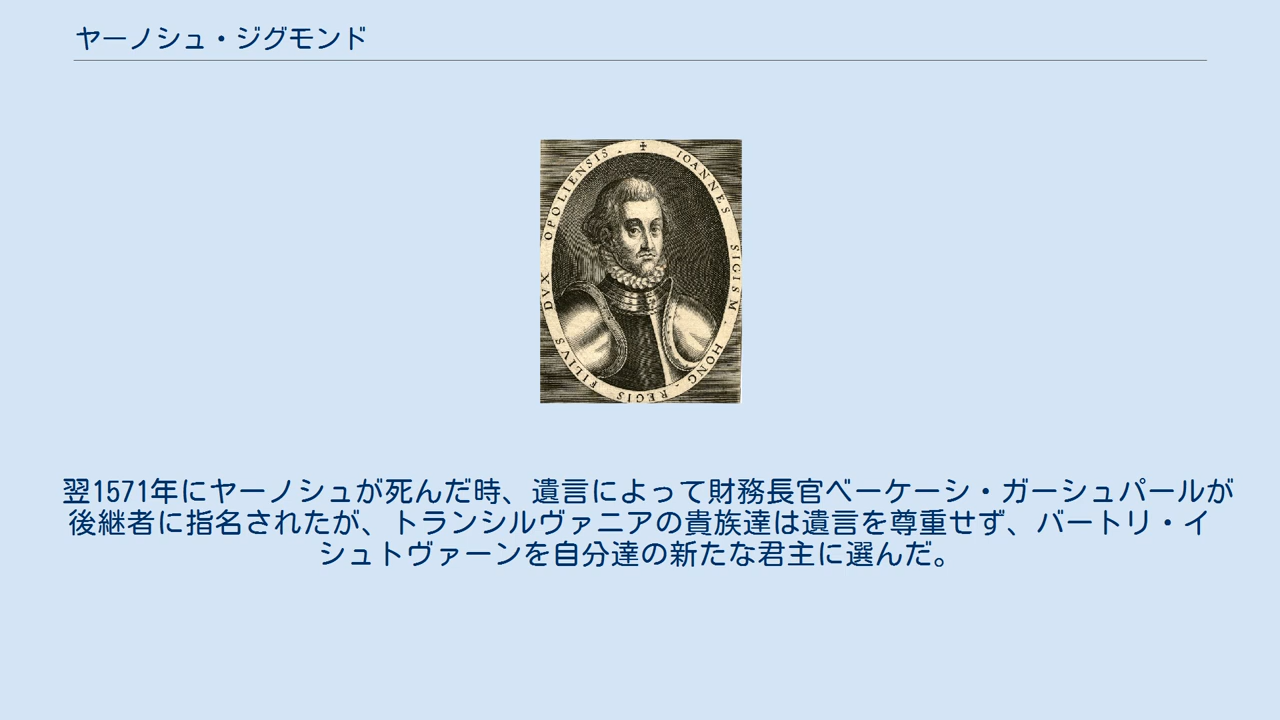 ヤーノシュ・ジグモンド
✝ IOANNES SIGISM. HONG. REGIS FILIVS DVX OPOLIENSIS.
翌1571年にヤーノシュが死んだ時、遺言によって財務長官ベーケーシ・ガーシュパールが
後継者に指名されたが、トランシルヴァニアの貴族達は遺言を尊重せず、バートリ・イ
シュトヴァーンを自分達の新たな君主に選んだ。